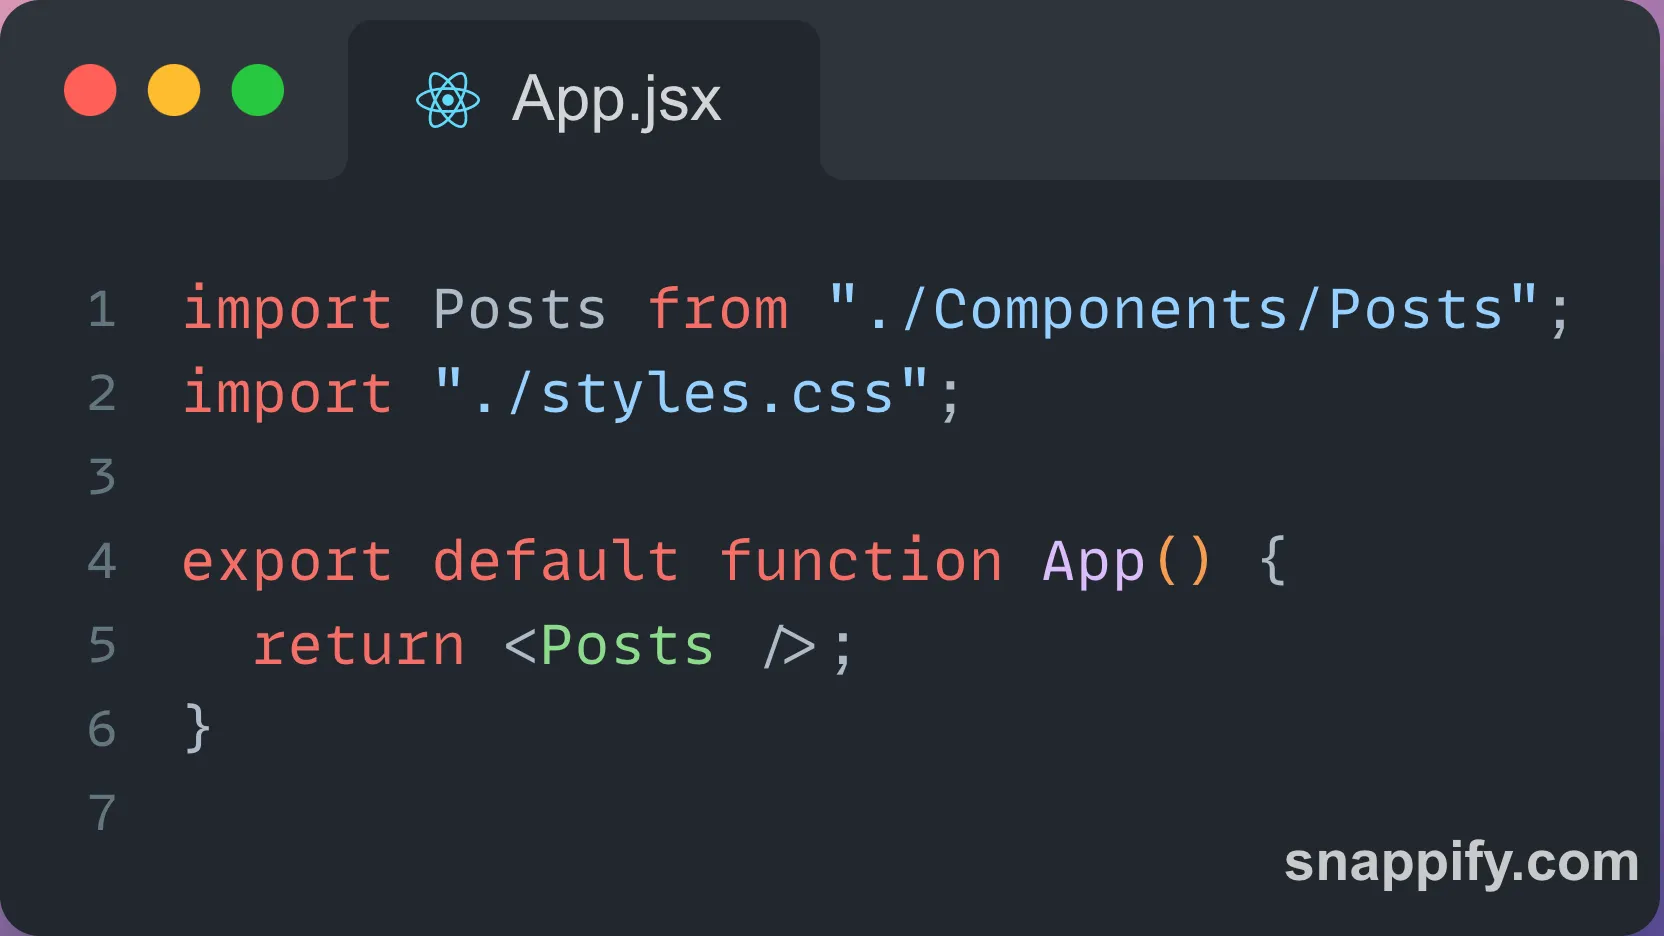 App.jsx
1 import Posts from "./Components/Posts";
2 import "./styles.css";
3
4 export default function App() {
5   return <Posts />;
6 }
7
snappify.com